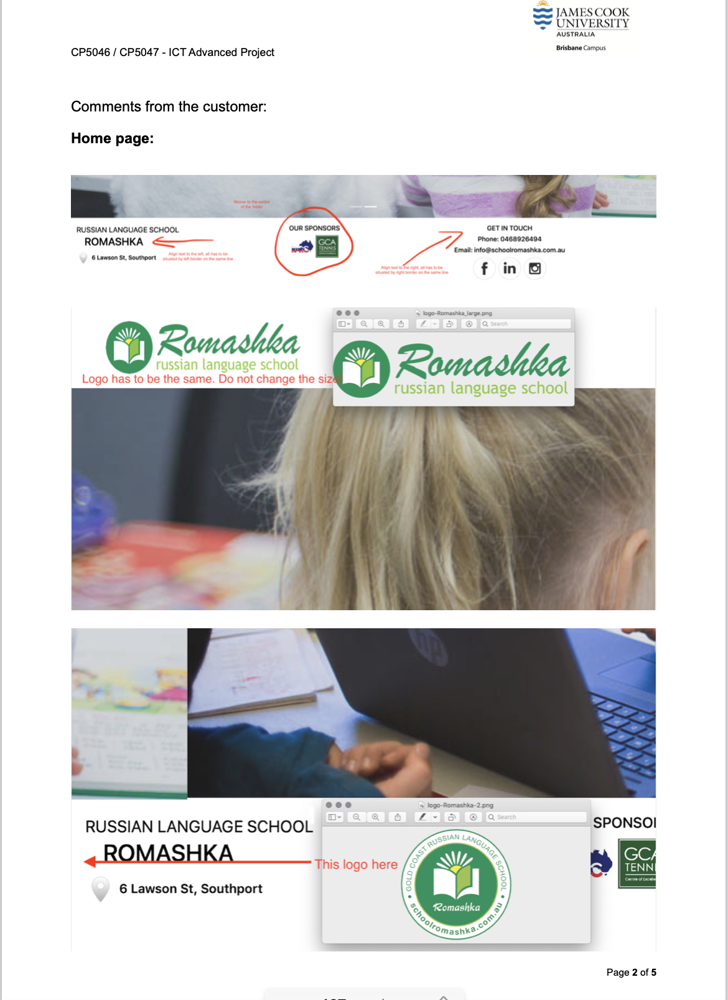 JAMES COOK
UNIVERSITY
AUSTRALIA
Brisbane Campus
CP5046 / CP5047 - ICT Advanced Project
Comments from the customer:
Home page:
Moove to the centre
of the footer
RUSSIAN LANGUAGE SCHOOL
ROMASHKA
6 Lawson St, Southport
Align text to the left, all has to be
situated by left border on the same line
OUR SPONSORS
GCA
TENNIS
GET IN TOUCH
Phone: 0468926494
Email: info@schoolromashka.com.au
Align text to the right, all has to be
situated by right border on the same line
f in
Romashka
russian language school
Logo has to be the same. Do not change the size!
logo-Romashka_large.png
Search
Romashka
russian language school
hp
RUSSIAN LANGUAGE SCHOOL
ROMASHKA
6 Lawson St, Southport
This logo here
logo-Romashka-2.png
Search
GOLD COAST RUSSIAN LANGUAGE SCHOOL
Romashka
schoolromashka.com.au
SPONSOR
GCA
TENNI
Centre of Excelle
Page 2 of 5